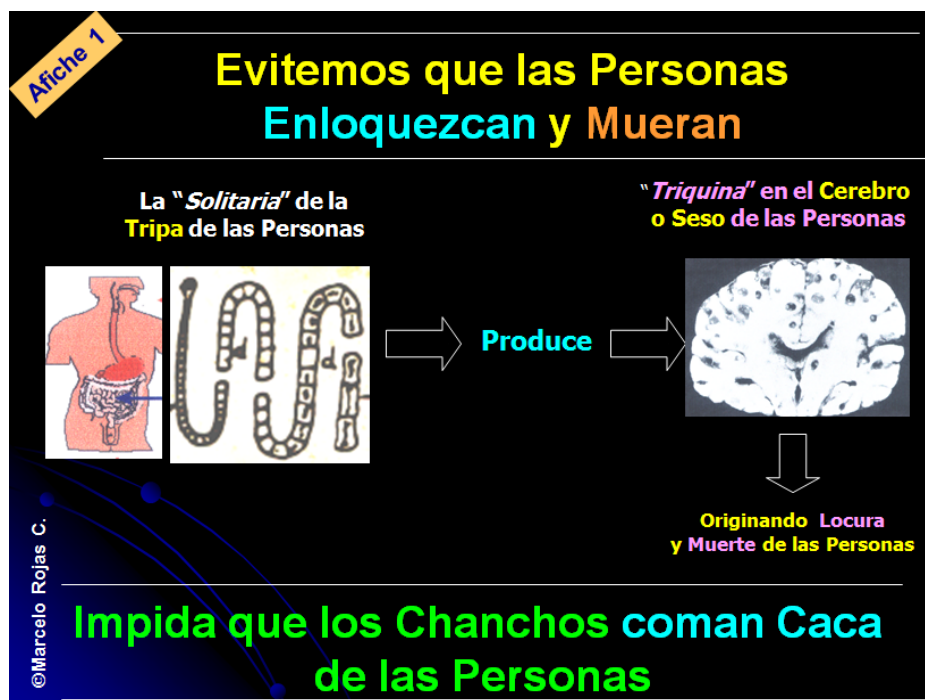 Afiche 1
Evitemos que las Personas
Enloquezcan y Mueran
La "Solitaria" de la
Tripa de las Personas
"Triquina" en el Cerebro
o Seso de las Personas
Produce
Originando Locura
y Muerte de las Personas
©Marcelo Rojas C.
Impida que los Chanchos coman Caca
de las Personas